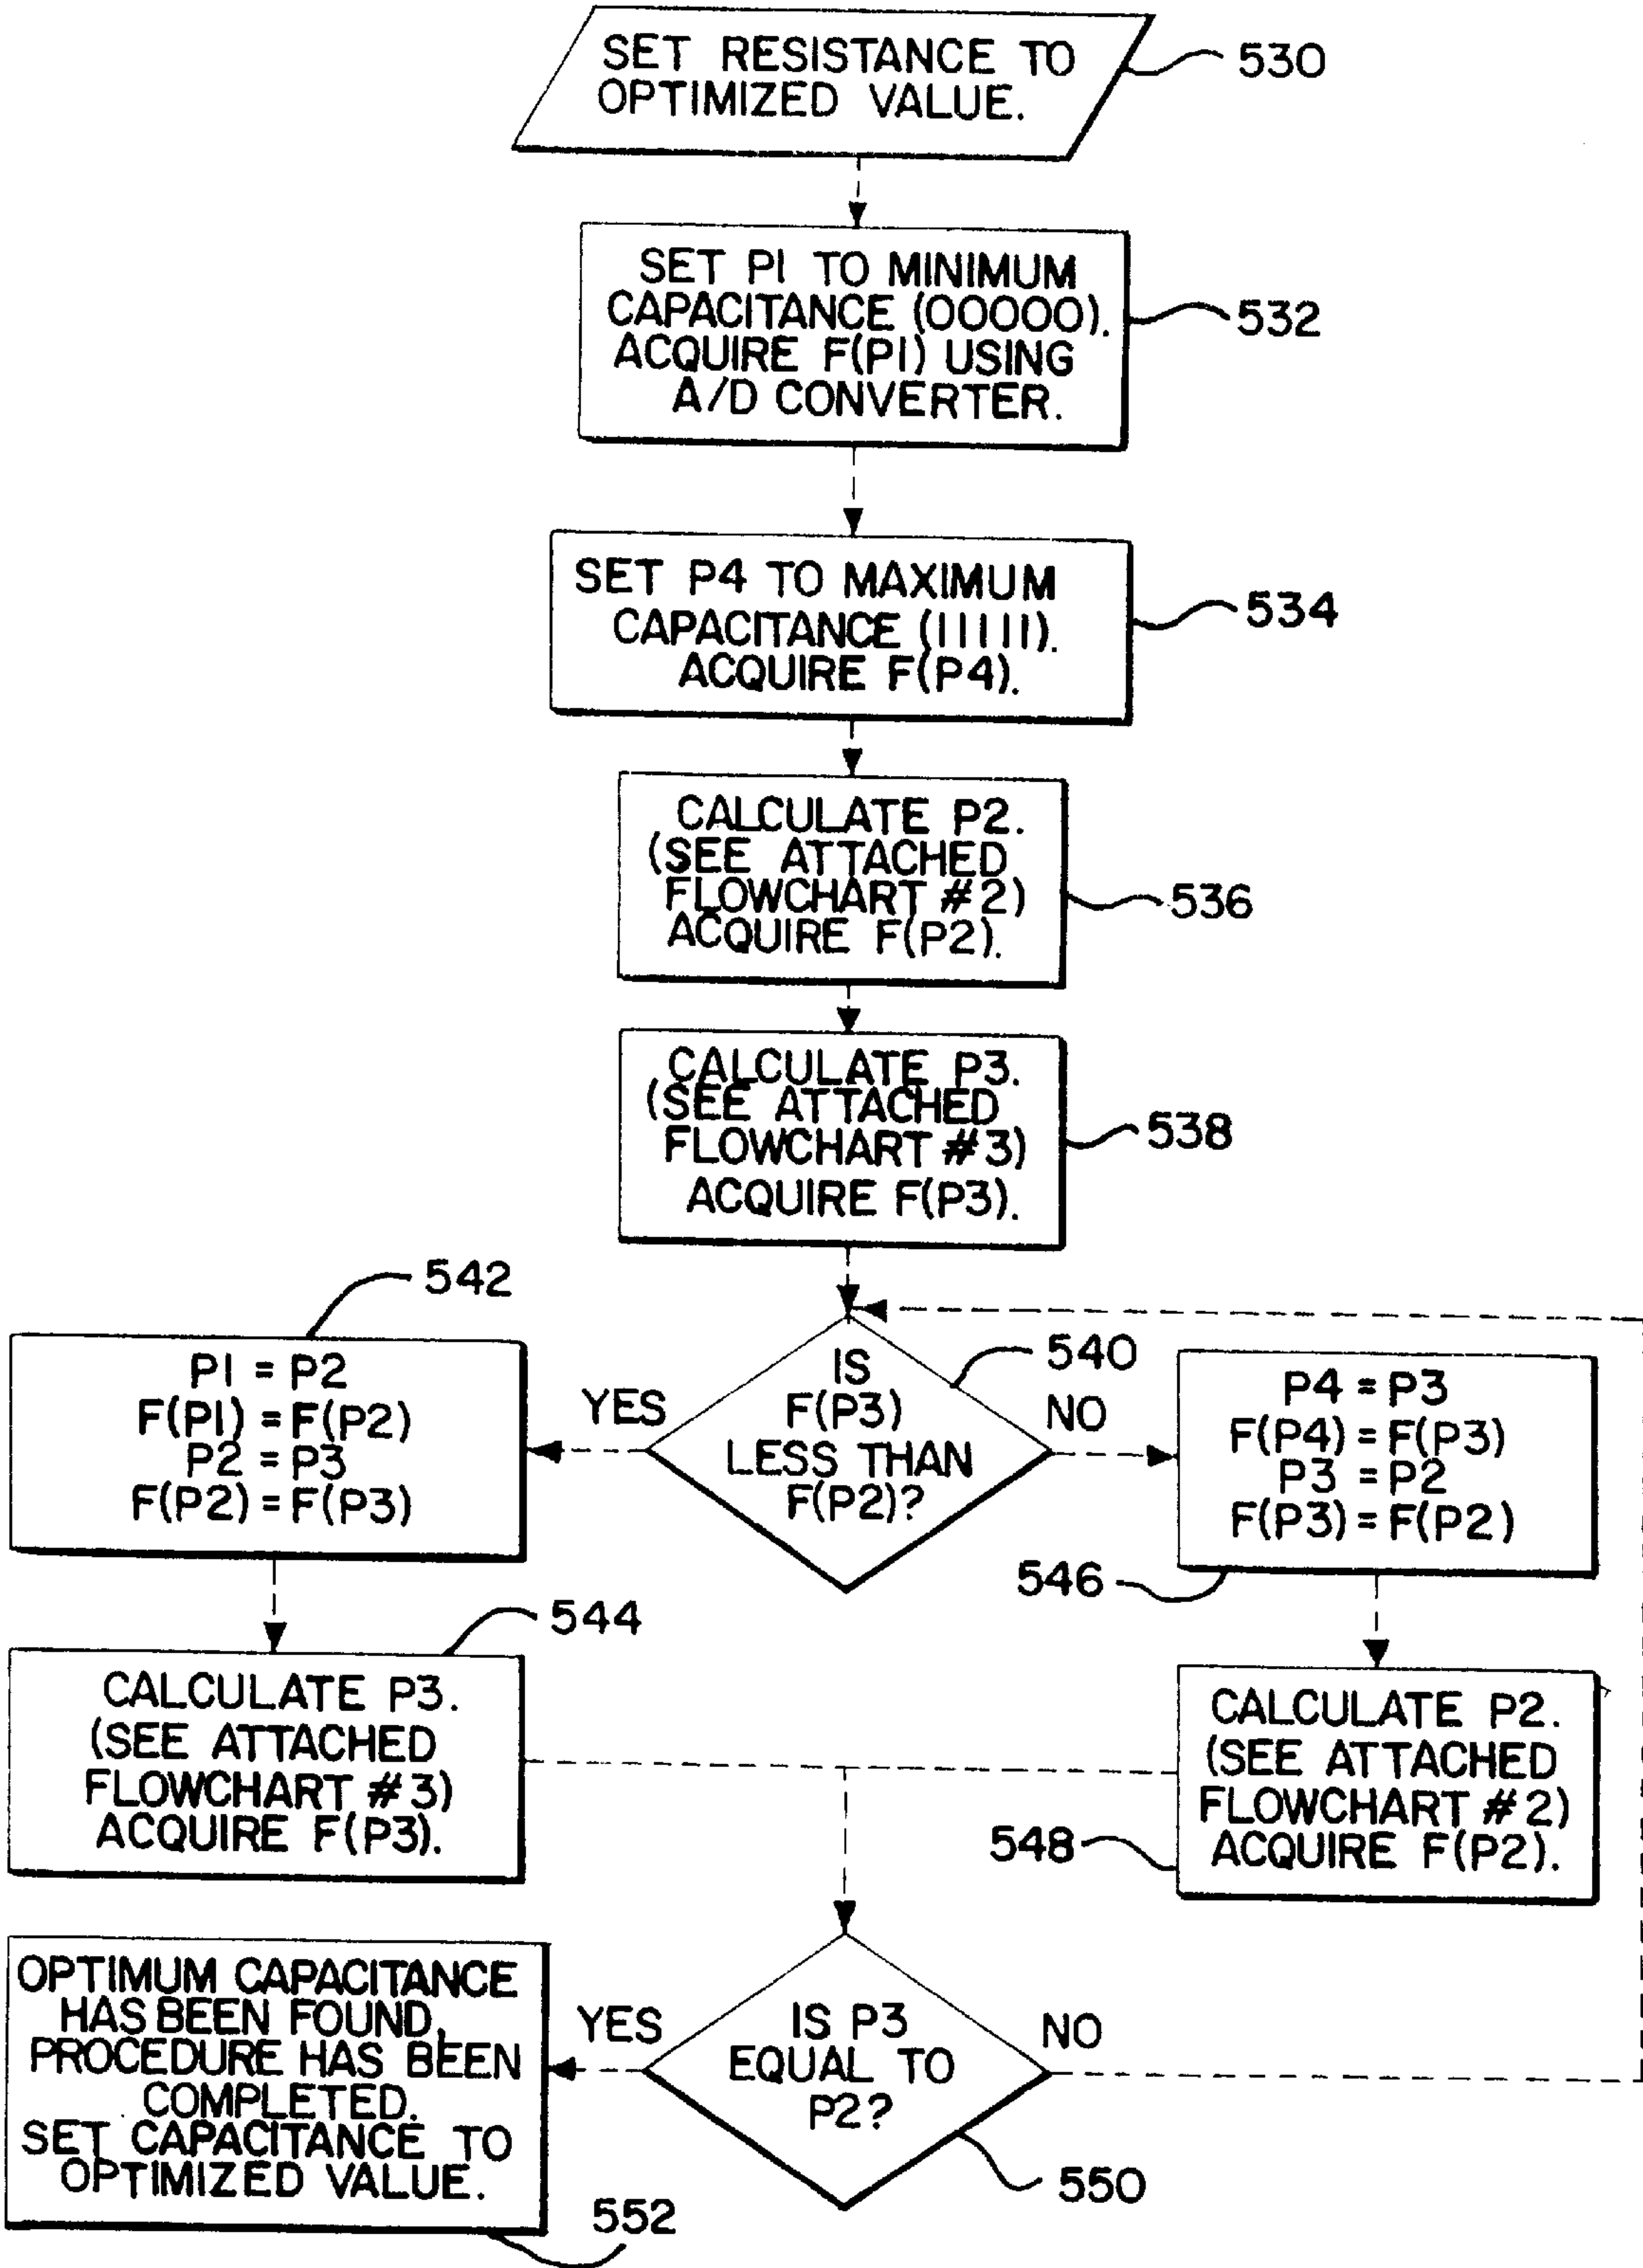 SET RESISTANCE TO
OPTIMIZED VALUE.
530
SET P1 TO MINIMUM
CAPACITANCE (00000).
ACQUIRE F(P1) USING
A/D CONVERTER.
532
SET P4 TO MAXIMUM
CAPACITANCE (11111).
ACQUIRE F(P4).
534
CALCULATE P2.
(SEE ATTACHED
FLOWCHART #2)
ACQUIRE F(P2).
536
CALCULATE P3.
(SEE ATTACHED
FLOWCHART #3)
ACQUIRE F(P3).
538
542
P1 = P2
F(P1) = F(P2)
P2 = P3
F(P2) = F(P3)
YES
IS
F(P3)
LESS THAN
F(P2)?
540
NO
P4 = P3
F(P4) = F(P3)
P3 = P2
F(P3) = F(P2)
546
544
CALCULATE P3.
(SEE ATTACHED
FLOWCHART #3)
ACQUIRE F(P3).
CALCULATE P2.
(SEE ATTACHED
FLOWCHART #2)
ACQUIRE F(P2).
548
OPTIMUM CAPACITANCE
HAS BEEN FOUND,
PROCEDURE HAS BEEN
COMPLETED.
SET CAPACITANCE TO
OPTIMIZED VALUE.
552
YES
IS P3
EQUAL TO
P2?
NO
550